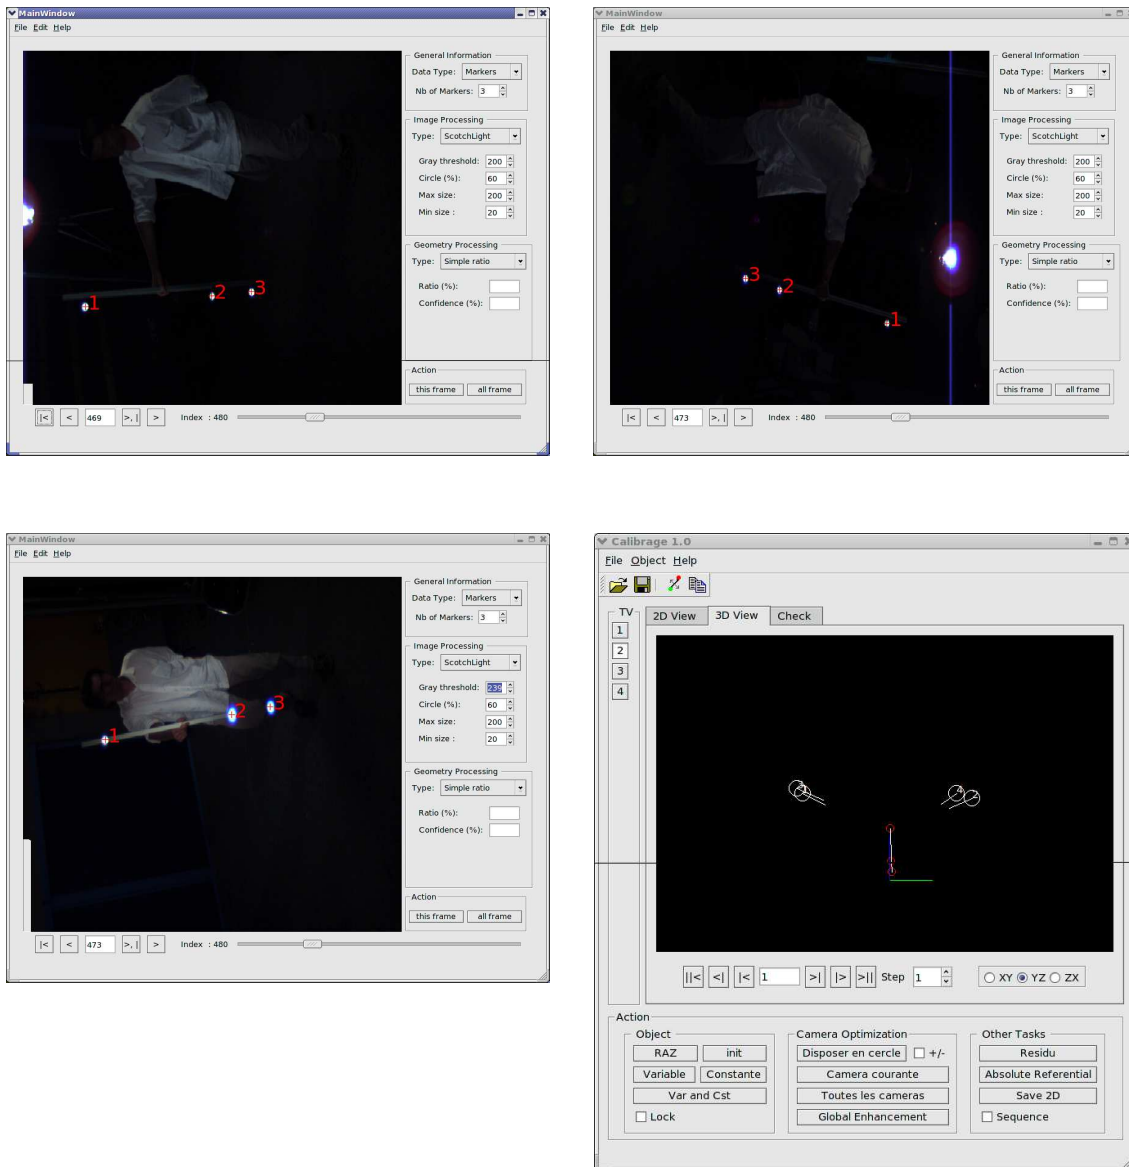 MainWindow
File Edit Help
General Information
Data Type: Markers
Nb of Markers: 3
Image Processing
Type: ScotchLight
Gray threshold: 200
Circle (%): 60
Max size: 200
Min size : 20
Geometry Processing
Type: Simple ratio
Ratio (%):
Confidence (%):
1 2 3
Action
this frame all frame
|< < 469 >, | > Index : 480
MainWindow
File Edit Help
General Information
Data Type: Markers
Nb of Markers: 3
Image Processing
Type: ScotchLight
Gray threshold: 200
Circle (%): 60
Max size: 200
Min size : 20
Geometry Processing
Type: Simple ratio
Ratio (%):
Confidence (%):
3 2 1
Action
this frame all frame
|< < 473 >, | > Index : 480
MainWindow
File Edit Help
General Information
Data Type: Markers
Nb of Markers: 3
Image Processing
Type: ScotchLight
Gray threshold: 239
Circle (%): 60
Max size: 200
Min size : 20
1 2 3
Geometry Processing
Type: Simple ratio
Ratio (%):
Confidence (%):
Action
this frame all frame
|< < 473 >, | > Index : 480
Calibrage 1.0
File Object Help
TV 2D View 3D View Check
1
2
3
4
4 2
||< <| |< 1 >| |> >|| Step 1 XY YZ ZX
Action
Object Camera Optimization Other Tasks
RAZ init Disposer en cercle +/- Residu
Variable Constante Camera courante Absolute Referential
Var and Cst Toutes les cameras Save 2D
Lock Global Enhancement Sequence